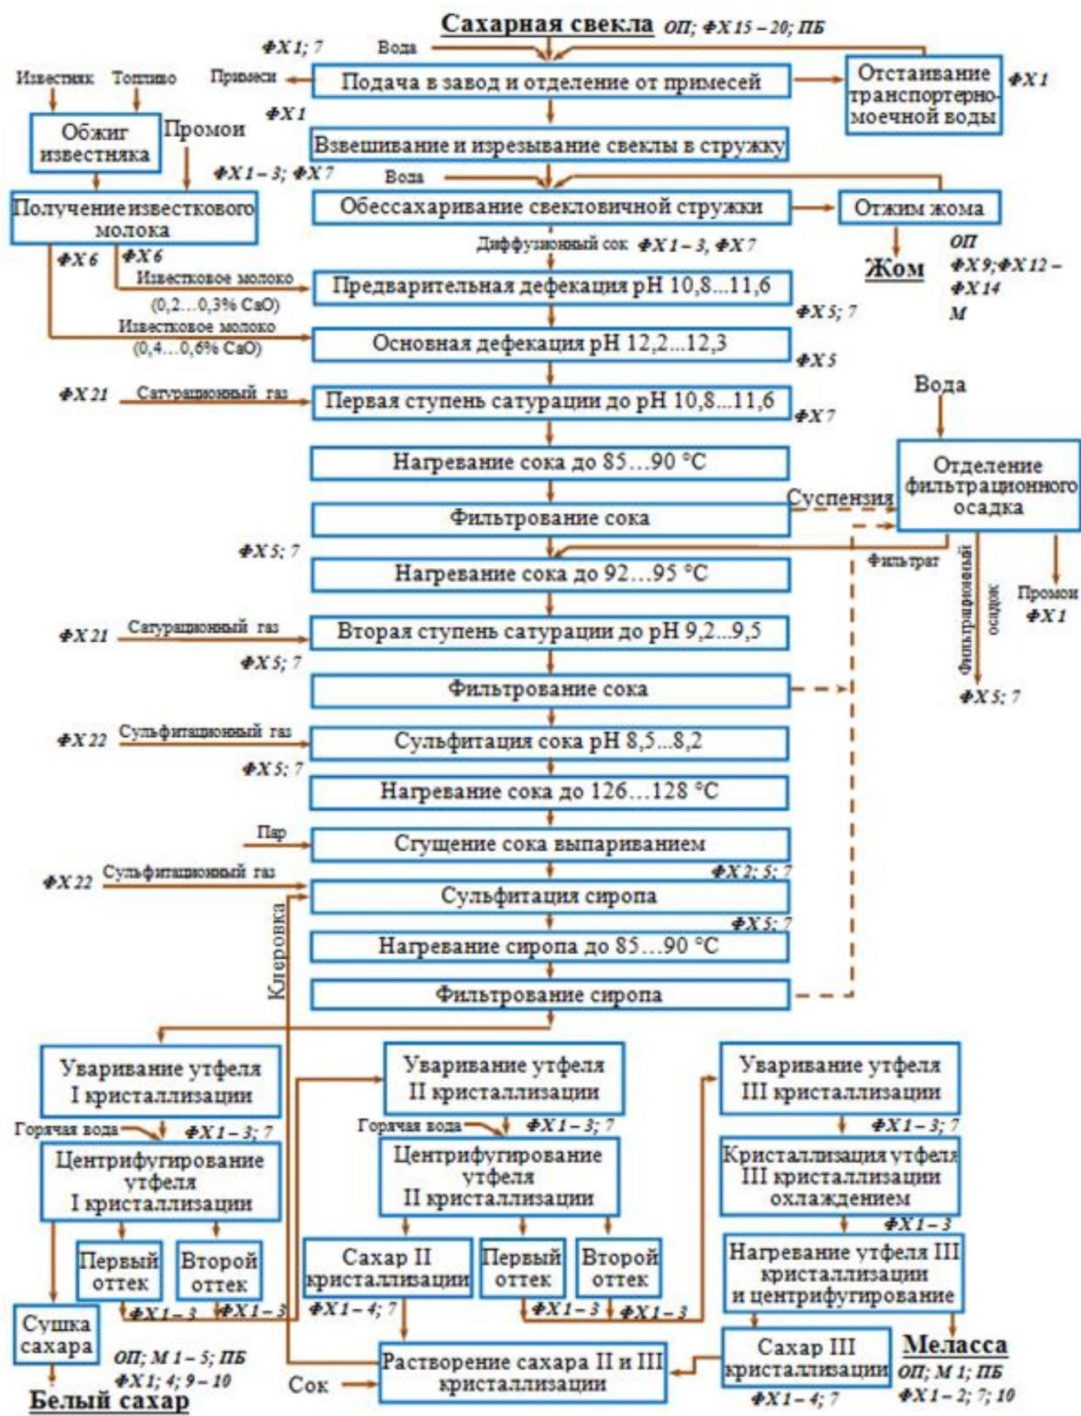 Сахарная свекла ОП; ФХ 15 – 20; ПБ
ФХ 1; 7
Вода
Известняк
Топливо
Примеси
Подача в завод и отделение от примесей
Отстаивание
транспортерно-
моечной воды
ФХ 1
ФХ 1
Обжиг
известняка
Промои
Взвешивание и изрезывание свеклы в стружку
ФХ 1 – 3; ФХ 7
Вода
Получение известкового
молока
Обессахаривание свекловичной стружки
Отжим жома
Диффузионный сок ФХ 1 – 3, ФХ 7
Жом
ОП
ФХ 9; ФХ 12 –
ФХ 14
М
ФХ 6
ФХ 6
Известковое молоко
(0,2...0,3% CaO)
Предварительная дефекация рН 10,8...11,6
ФХ 5; 7
Известковое молоко
(0,4...0,6% CaO)
Основная дефекация рН 12,2...12,3
ФХ 5
ФХ 21
Сатурационный газ
Первая ступень сатурации до рН 10,8...11,6
ФХ 7
Вода
Нагревание сока до 85...90 °С
Отделение
фильтрационного
осадка
Суспензия
Фильтрование сока
ФХ 5; 7
Фильтрат
Нагревание сока до 92...95 °С
Фильтрационный
осадок
Промои
ФХ 1
ФХ 21
Сатурационный газ
Вторая ступень сатурации до рН 9,2...9,5
ФХ 5; 7
Фильтрование сока
ФХ 5; 7
ФХ 22
Сульфитационный газ
Сульфитация сока рН 8,5...8,2
ФХ 5; 7
Нагревание сока до 126...128 °С
Пар
Сгущение сока выпариванием
ФХ 2; 5; 7
ФХ 22
Сульфитационный газ
Сульфитация сиропа
ФХ 5; 7
Клеровка
Нагревание сиропа до 85...90 °С
Фильтрование сиропа
Уваривание утфеля
I кристаллизации
Уваривание утфеля
II кристаллизации
Уваривание утфеля
III кристаллизации
Горячая вода
ФХ 1 – 3; 7
Горячая вода
ФХ 1 – 3; 7
ФХ 1 – 3; 7
Центрифугирование
утфеля
I кристаллизации
Центрифугирование
утфеля
II кристаллизации
Кристаллизация утфеля
III кристаллизации
охлаждением
ФХ 1 – 3
Первый
оттек
Второй
оттек
Сахар II
кристаллизации
Первый
оттек
Второй
оттек
Нагревание утфеля III
кристаллизации
и центрифугирование
ФХ 1 – 3
ФХ 1 – 3
ФХ 1 – 4; 7
ФХ 1 – 3
ФХ 1 – 3
Сушка
сахара
ОП; М 1 – 5; ПБ
ФХ 1; 4; 9 – 10
Белый сахар
Сок
Растворение сахара II и III
кристаллизации
Сахар III
кристаллизации
ФХ 1 – 4; 7
Меласса
ОП; М 1; ПБ
ФХ 1 – 2; 7; 10